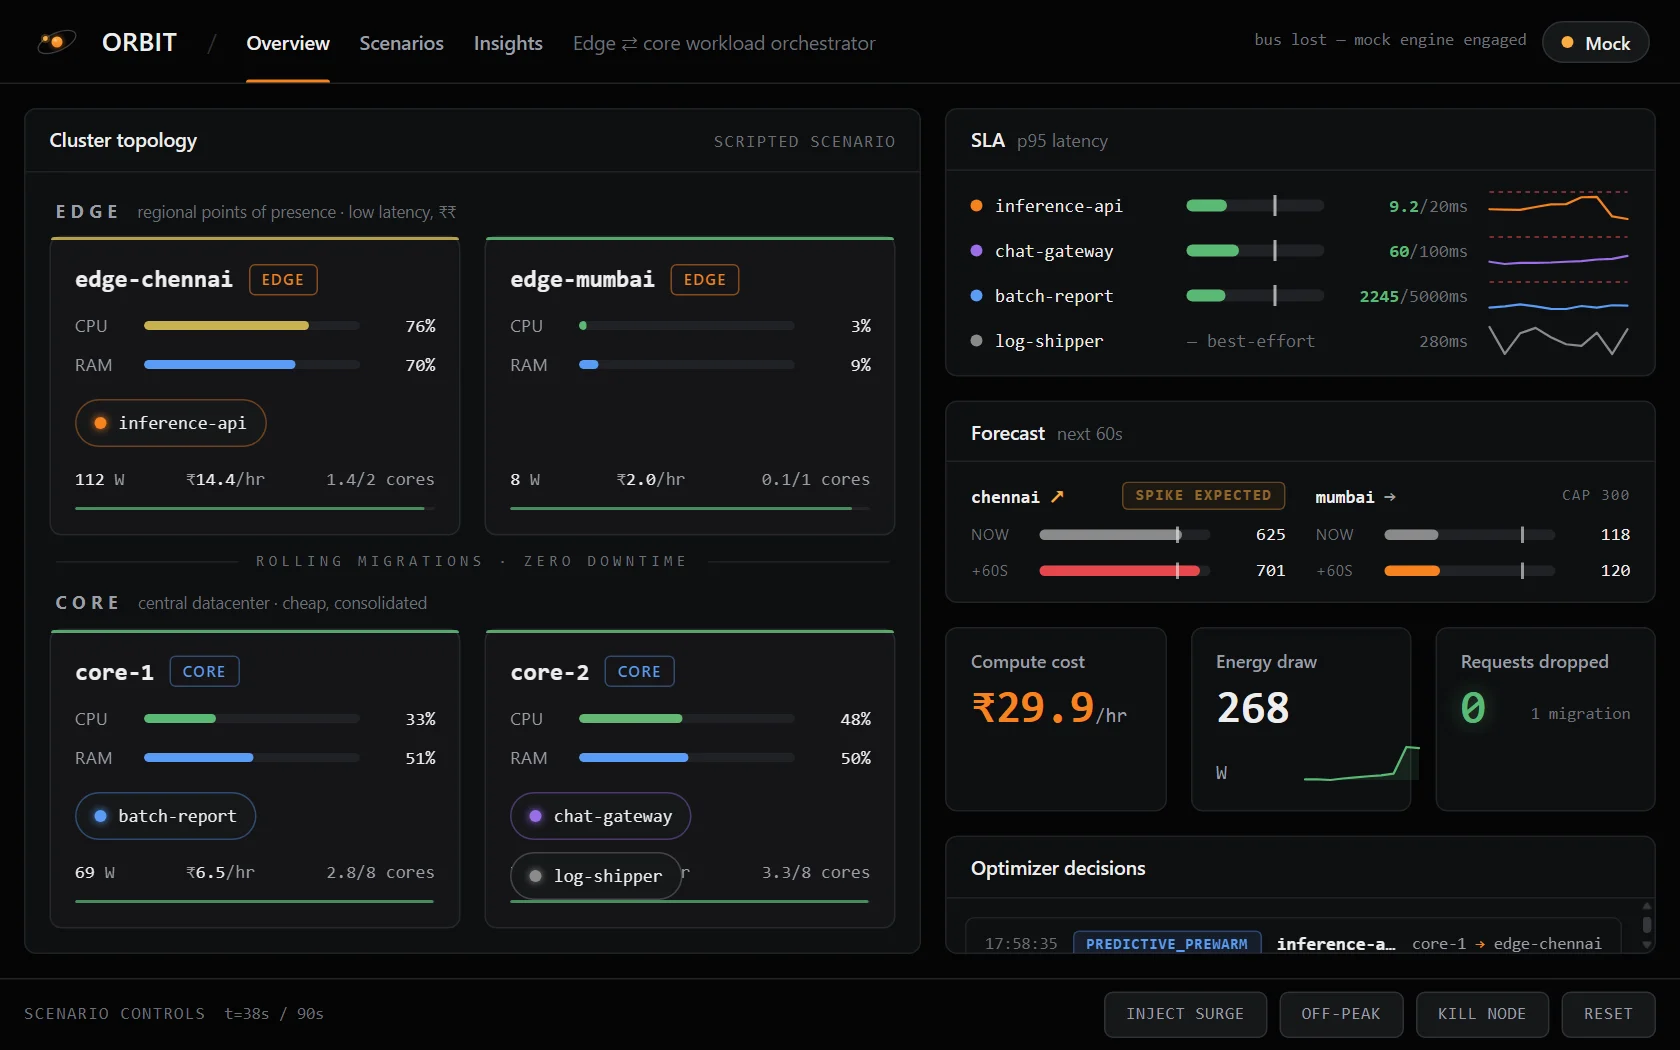 ORBIT / Overview Scenarios Insights Edge ⇄ core workload orchestrator
bus lost — mock engine engaged Mock
Cluster topology SCRIPTED SCENARIO
EDGE regional points of presence · low latency, ₹₹
edge-chennai EDGE
CPU 76%
RAM 70%
inference-api
112 W ₹14.4/hr 1.4/2 cores
edge-mumbai EDGE
CPU 3%
RAM 9%
8 W ₹2.0/hr 0.1/1 cores
ROLLING MIGRATIONS · ZERO DOWNTIME
CORE central datacenter · cheap, consolidated
core-1 CORE
CPU 33%
RAM 51%
batch-report
69 W ₹6.5/hr 2.8/8 cores
core-2 CORE
CPU 48%
RAM 50%
chat-gateway
log-shipper r 3.3/8 cores
SLA p95 latency
inference-api 9.2/20ms
chat-gateway 60/100ms
batch-report 2245/5000ms
log-shipper — best-effort 280ms
Forecast next 60s
chennai ↗ SPIKE EXPECTED
NOW 625
+60S 701
mumbai → CAP 300
NOW 118
+60S 120
Compute cost
₹29.9/hr
Energy draw
268
W
Requests dropped
0 1 migration
Optimizer decisions
17:58:35 PREDICTIVE_PREWARM inference-a… core-1 → edge-chennai
SCENARIO CONTROLS t=38s / 90s
INJECT SURGE OFF-PEAK KILL NODE RESET